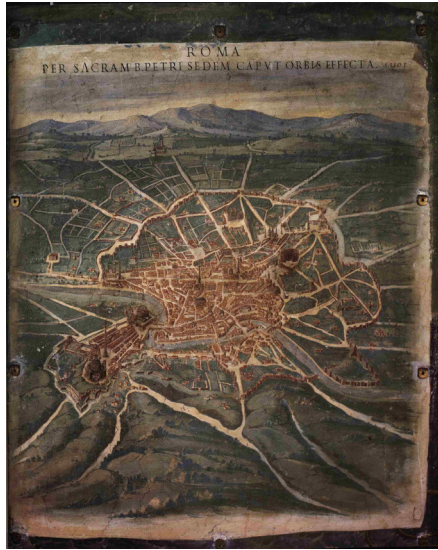 ROMA
PER SACRAM B.PETRI SEDEM CAPVT ORBIS EFFECTA.